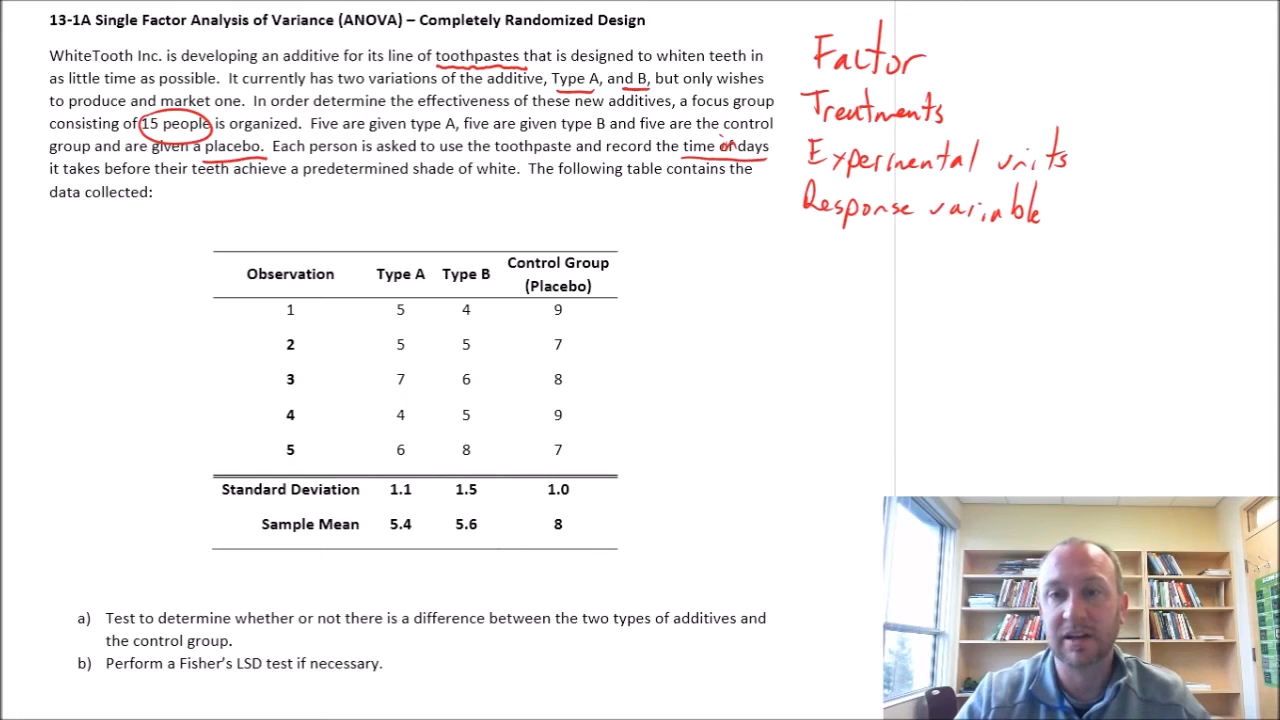 13-1A Single Factor Analysis of Variance (ANOVA) – Completely Randomized Design
WhiteTooth Inc. is developing an additive for its line of toothpastes that is designed to whiten teeth in
as little time as possible. It currently has two variations of the additive, Type A, and B, but only wishes
to produce and market one. In order determine the effectiveness of these new additives, a focus group
consisting of 15 people is organized. Five are given type A, five are given type B and five are the control
group and are given a placebo. Each person is asked to use the toothpaste and record the time in days
it takes before their teeth achieve a predetermined shade of white. The following table contains the
data collected:
Factor
Treatments
Experimental units
Response variable
Observation Type A Type B Control Group (Placebo)
1 5 4 9
2 5 5 7
3 7 6 8
4 4 5 9
5 6 8 7
Standard Deviation 1.1 1.5 1.0
Sample Mean 5.4 5.6 8
a) Test to determine whether or not there is a difference between the two types of additives and
the control group.
b) Perform a Fisher's LSD test if necessary.